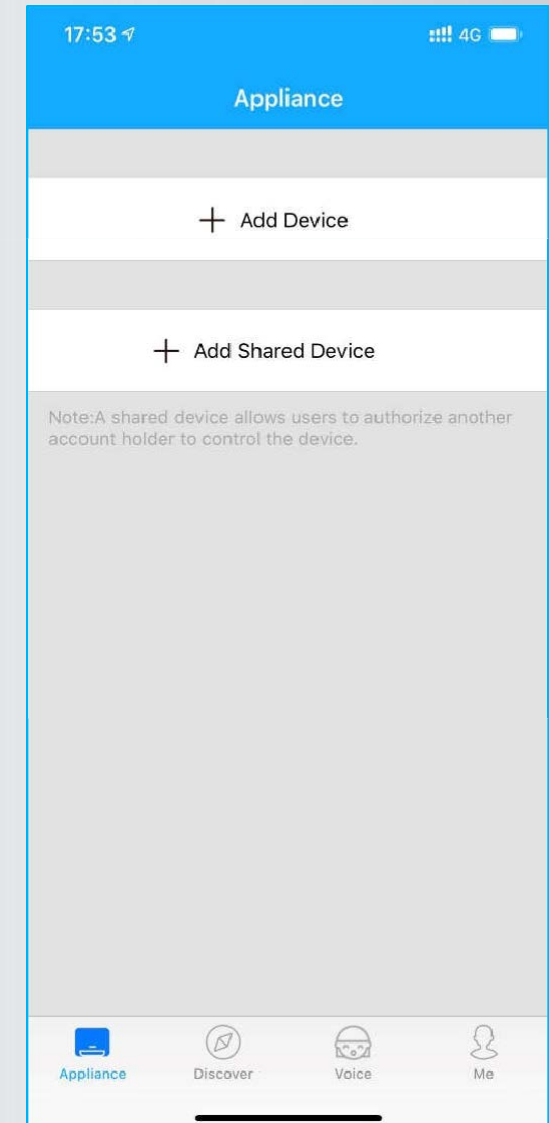 17:53
4G
Appliance
Add Device
Add Shared Device
Note:A shared device allows users to authorize another
account holder to control the device.
Appliance Discover Voice Me